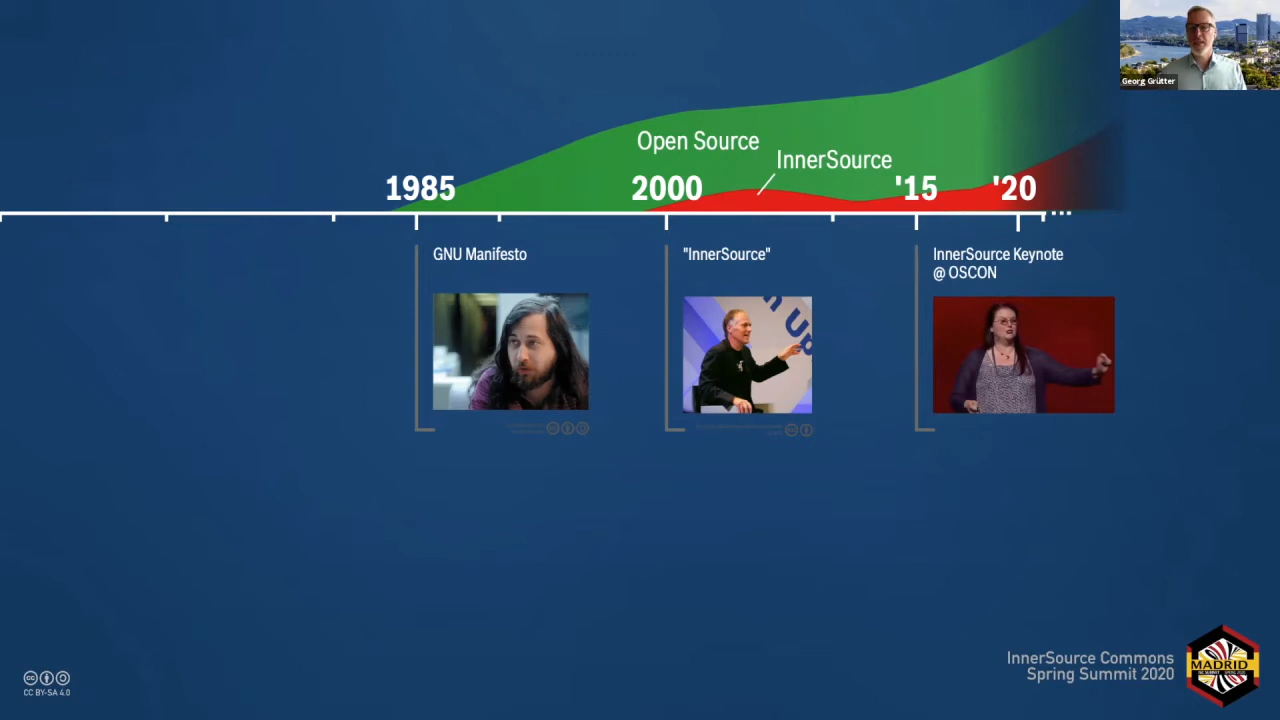 Georg Grütter
Open Source
InnerSource
1985
2000
'15
'20
GNU Manifesto
"InnerSource"
InnerSource Keynote
@ OSCON
InnerSource Commons
Spring Summit 2020
MADRID
CC BY-SA 4.0